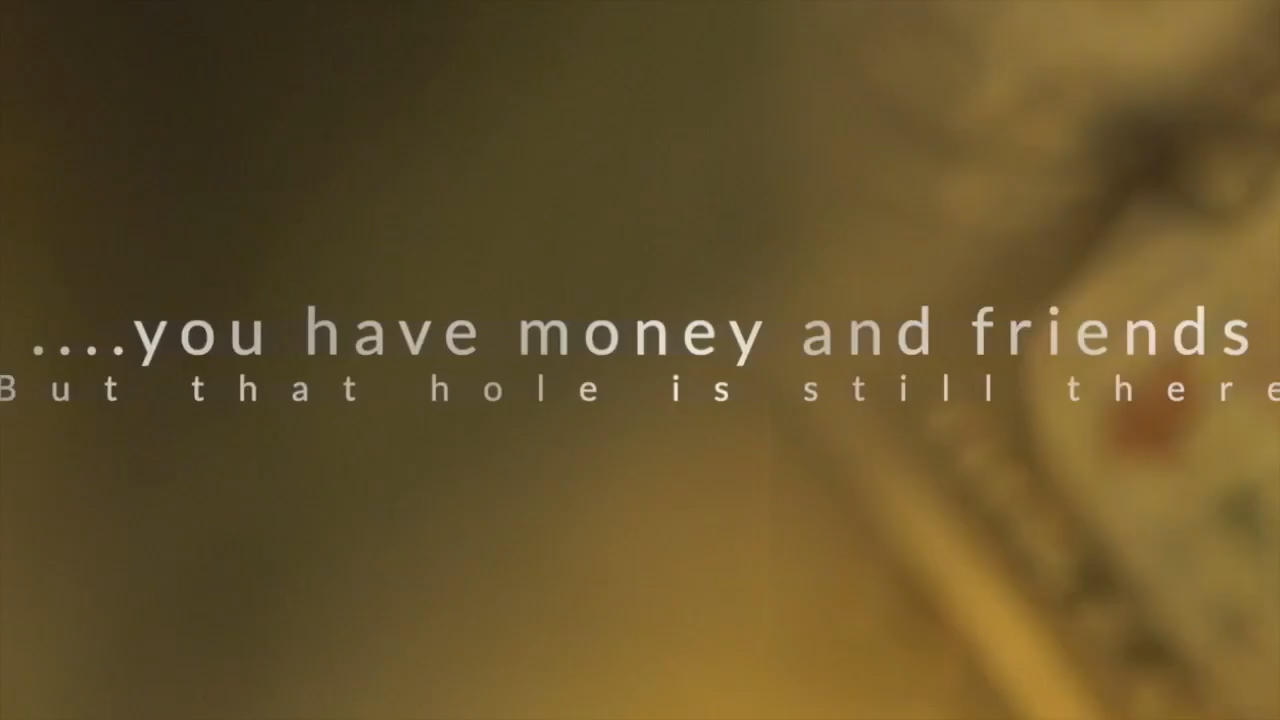 ....you have money and friends
But that hole is still there